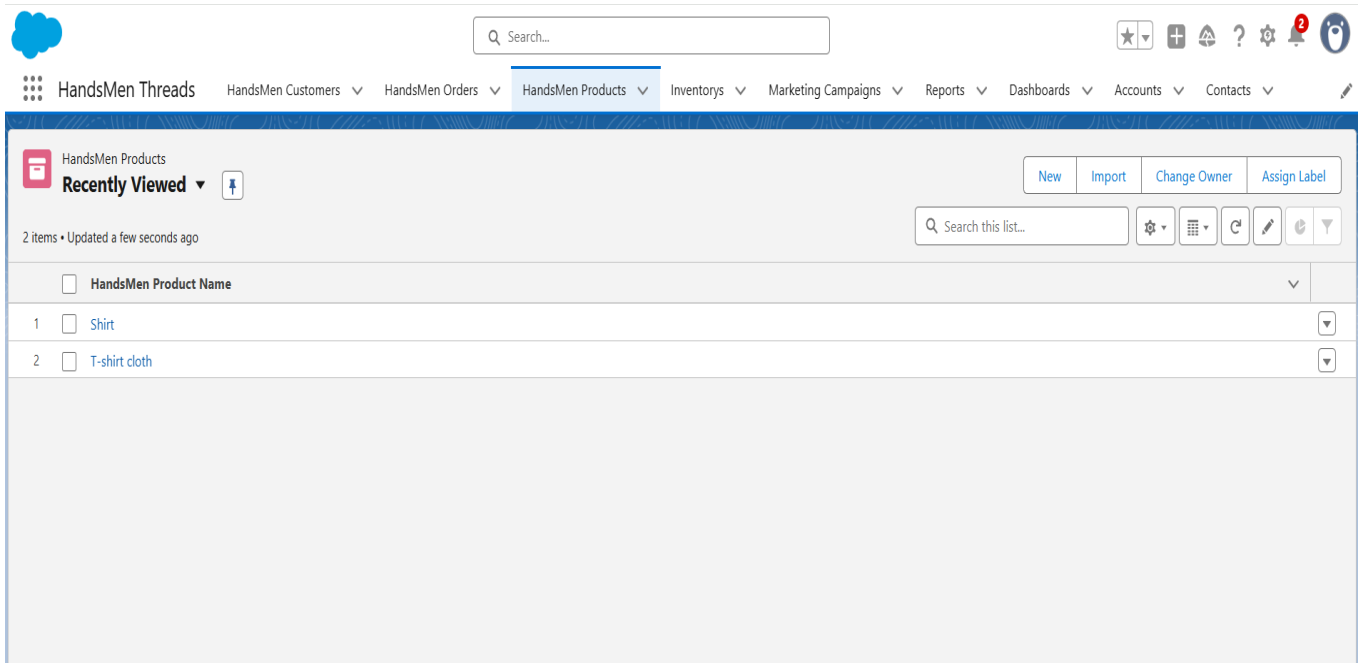 Search...
2
HandsMen Threads HandsMen Customers HandsMen Orders HandsMen Products Inventorys Marketing Campaigns Reports Dashboards Accounts Contacts
HandsMen Products
Recently Viewed
New Import Change Owner Assign Label
Search this list...
2 items • Updated a few seconds ago
HandsMen Product Name
1 Shirt
2 T-shirt cloth